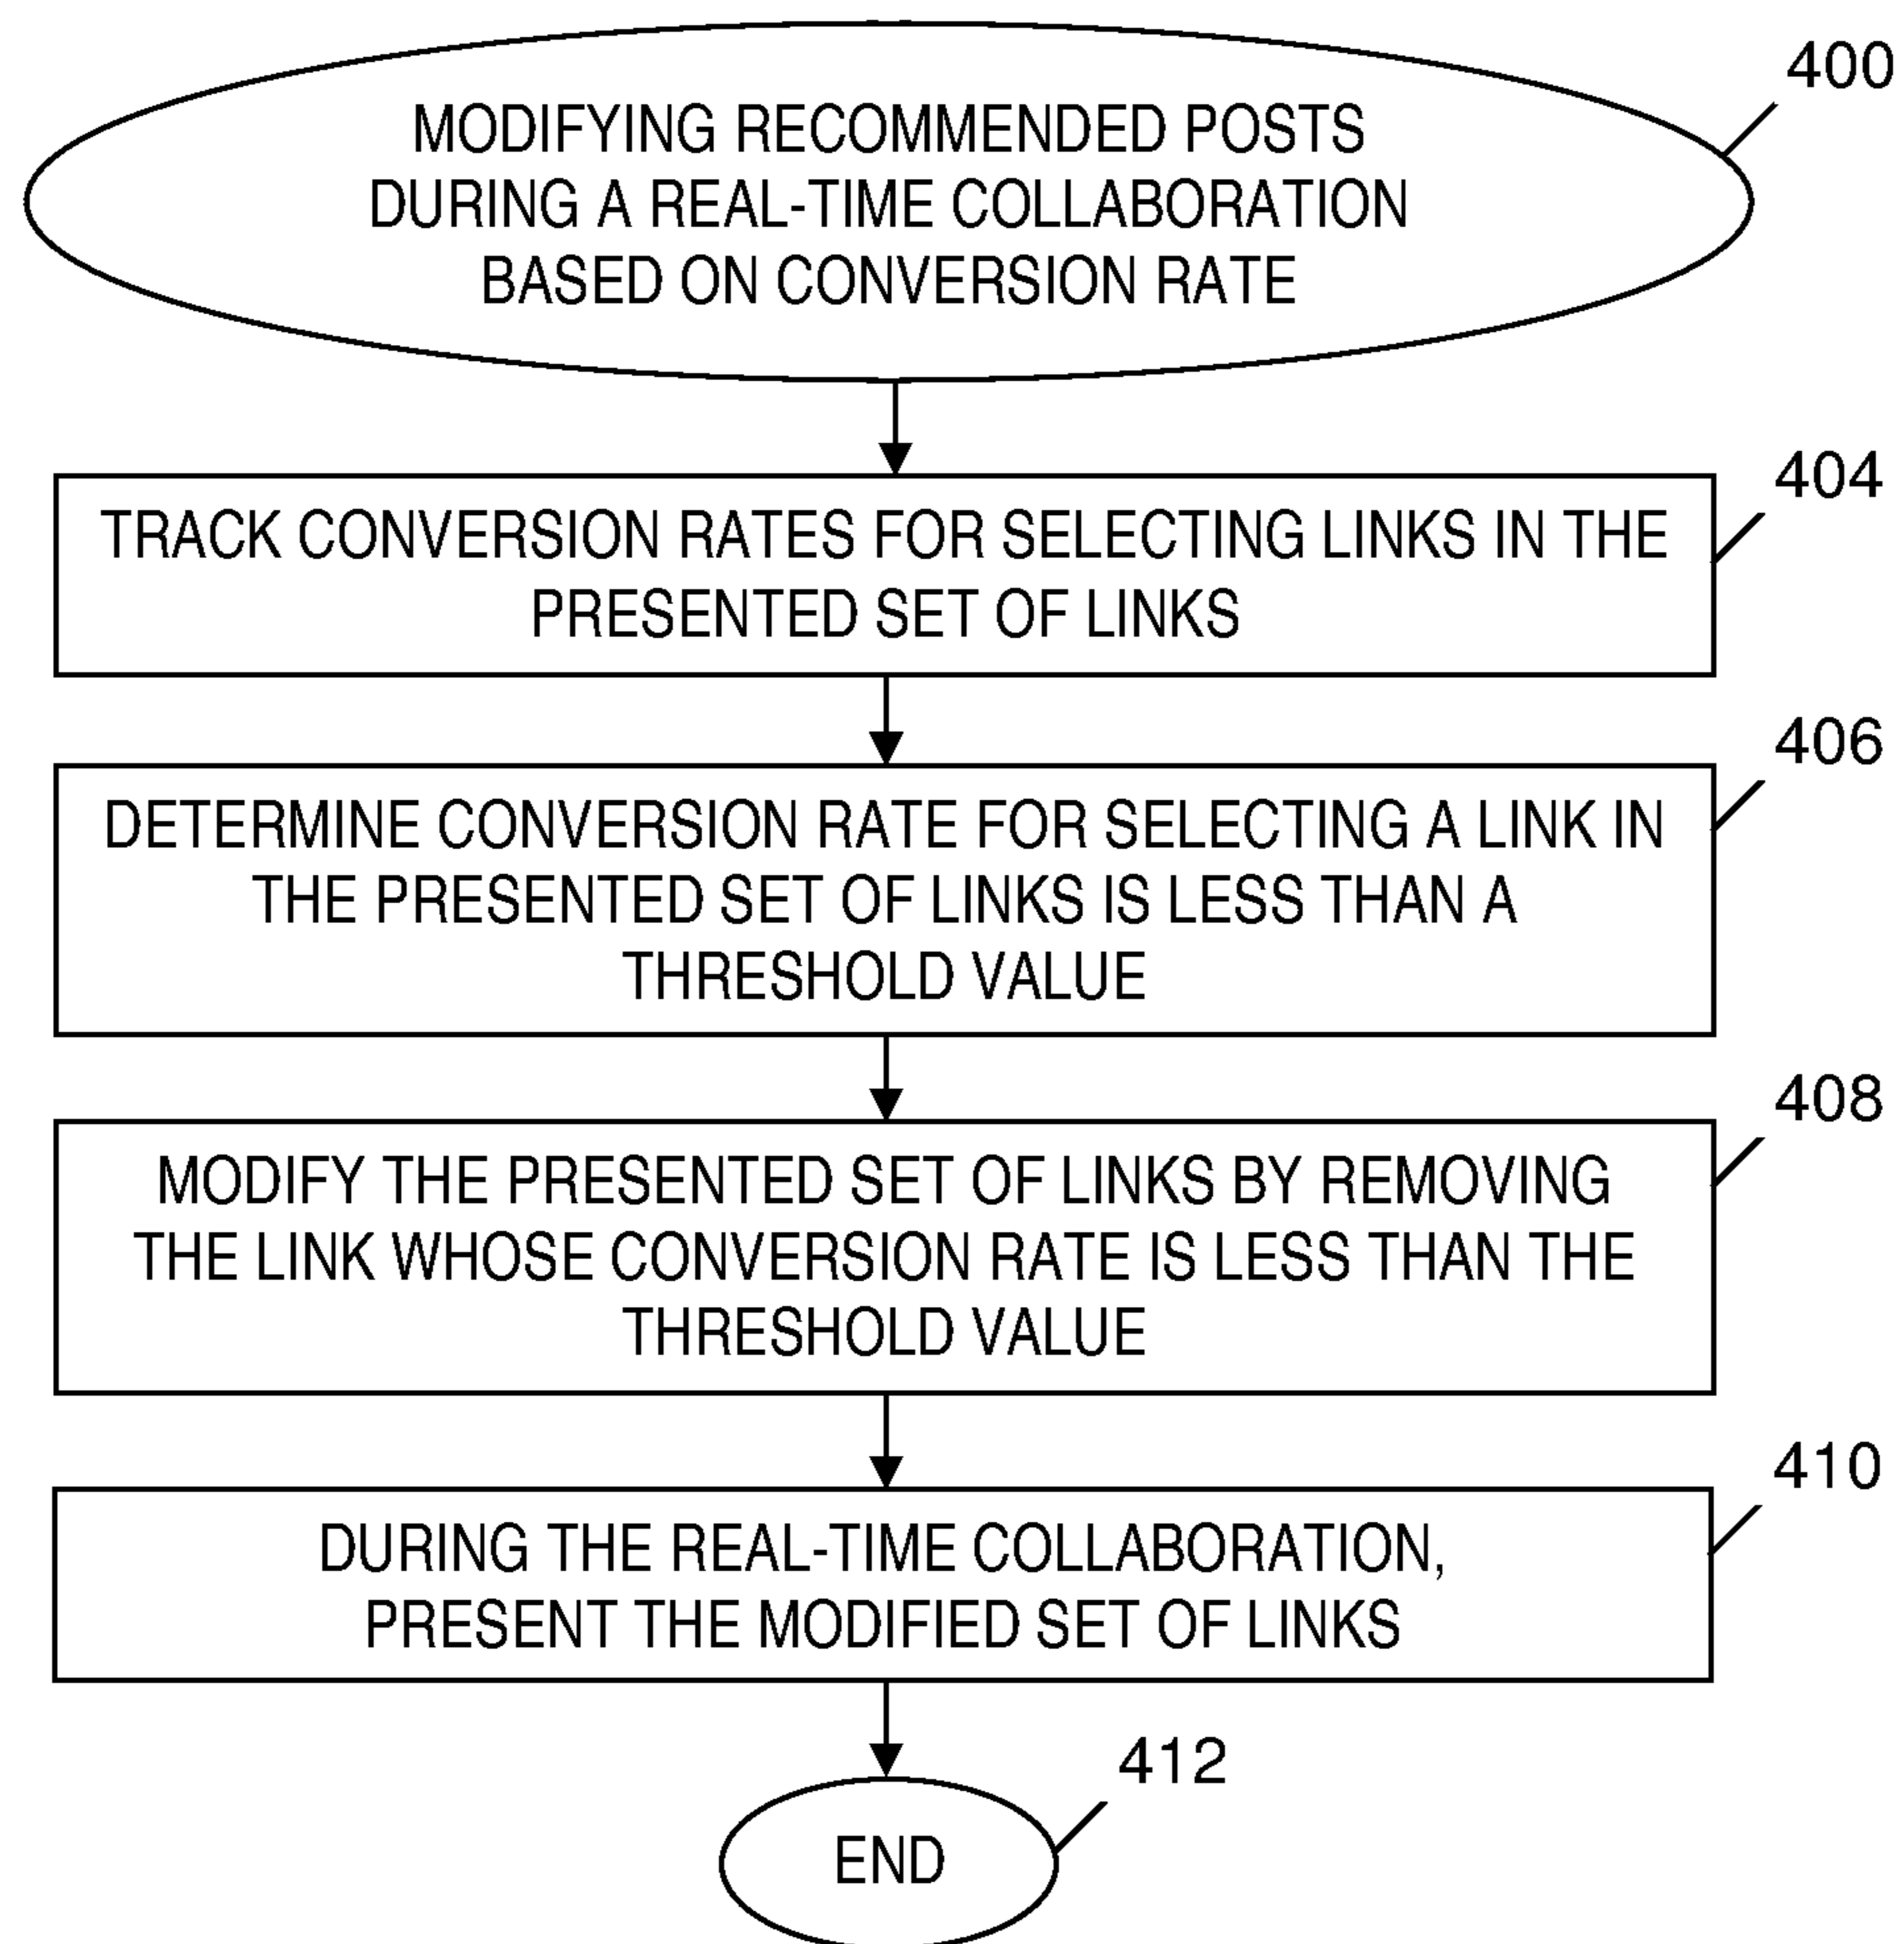 400
MODIFYING RECOMMENDED POSTS
DURING A REAL-TIME COLLABORATION
BASED ON CONVERSION RATE
404
TRACK CONVERSION RATES FOR SELECTING LINKS IN THE
PRESENTED SET OF LINKS
406
DETERMINE CONVERSION RATE FOR SELECTING A LINK IN
THE PRESENTED SET OF LINKS IS LESS THAN A
THRESHOLD VALUE
408
MODIFY THE PRESENTED SET OF LINKS BY REMOVING
THE LINK WHOSE CONVERSION RATE IS LESS THAN THE
THRESHOLD VALUE
410
DURING THE REAL-TIME COLLABORATION,
PRESENT THE MODIFIED SET OF LINKS
412
END